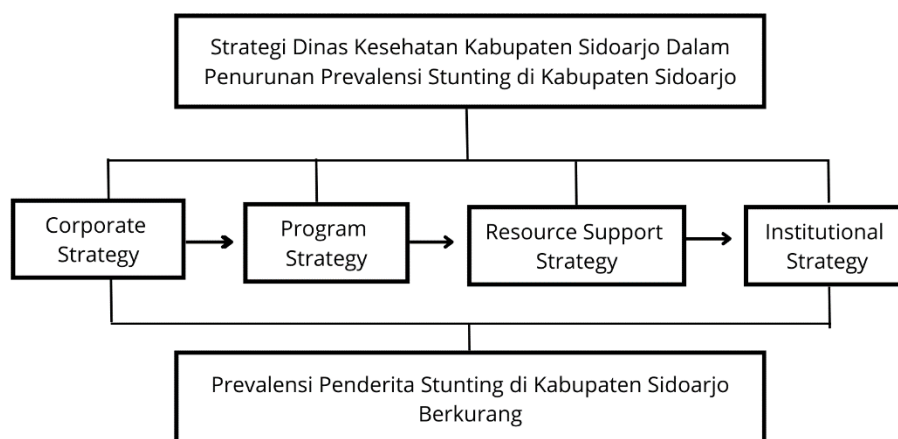 Strategi Dinas Kesehatan Kabupaten Sidoarjo Dalam
Penurunan Prevalensi Stunting di Kabupaten Sidoarjo
Corporate
Strategy
Program
Strategy
Resource Support
Strategy
Institutional
Strategy
Prevalensi Penderita Stunting di Kabupaten Sidoarjo
Berkurang